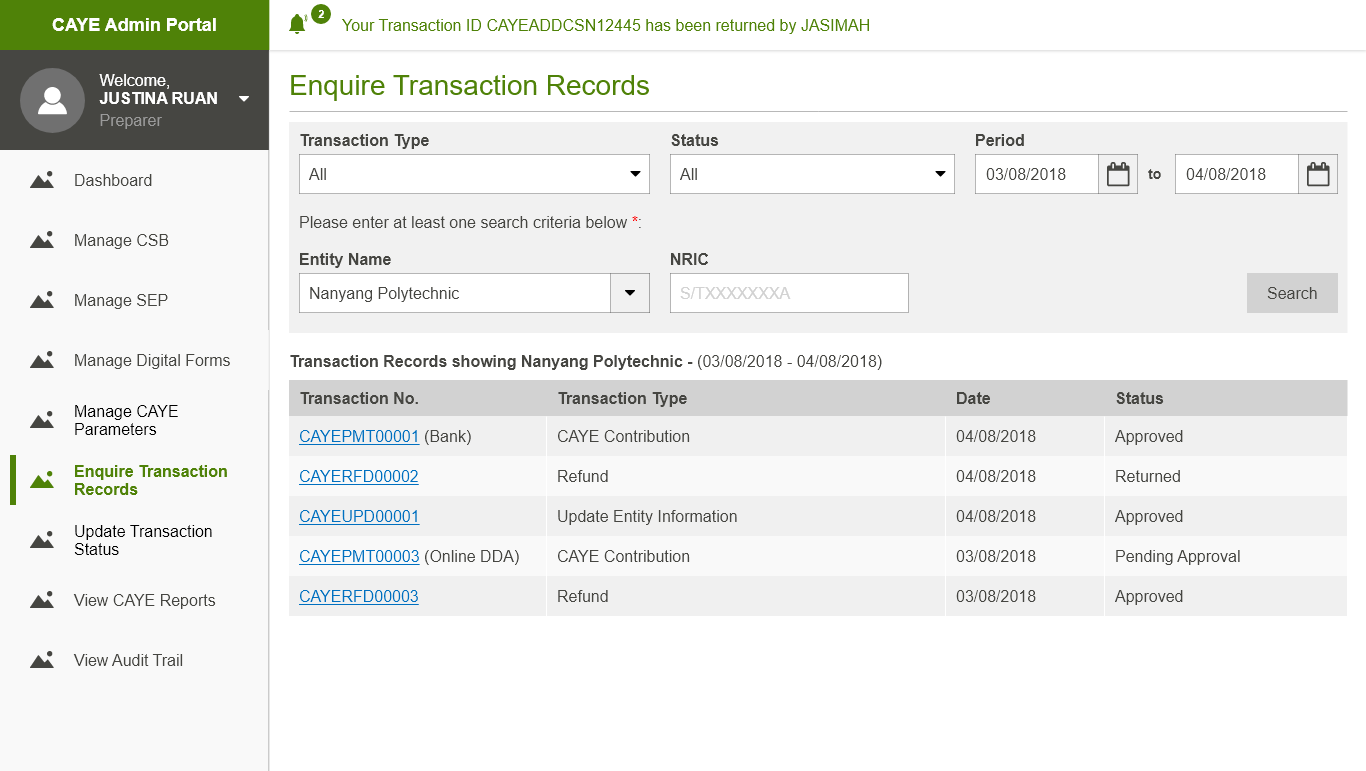 CAYE Admin Portal
2
Your Transaction ID CAYEADDCSN12445 has been returned by JASIMAH
Welcome,
JUSTINA RUAN
Preparer
Dashboard
Manage CSB
Manage SEP
Manage Digital Forms
Manage CAYE
Parameters
Enquire Transaction
Records
Update Transaction
Status
View CAYE Reports
View Audit Trail
Enquire Transaction Records
Transaction Type Status Period
All All 03/08/2018 to 04/08/2018
Please enter at least one search criteria below *:
Entity Name NRIC
Nanyang Polytechnic S/TXXXXXXXA Search
Transaction Records showing Nanyang Polytechnic - (03/08/2018 - 04/08/2018)
Transaction No. Transaction Type Date Status
CAYEPMT00001 (Bank) CAYE Contribution 04/08/2018 Approved
CAYERFD00002 Refund 04/08/2018 Returned
CAYEUPD00001 Update Entity Information 04/08/2018 Approved
CAYEPMT00003 (Online DDA) CAYE Contribution 03/08/2018 Pending Approval
CAYERFD00003 Refund 03/08/2018 Approved